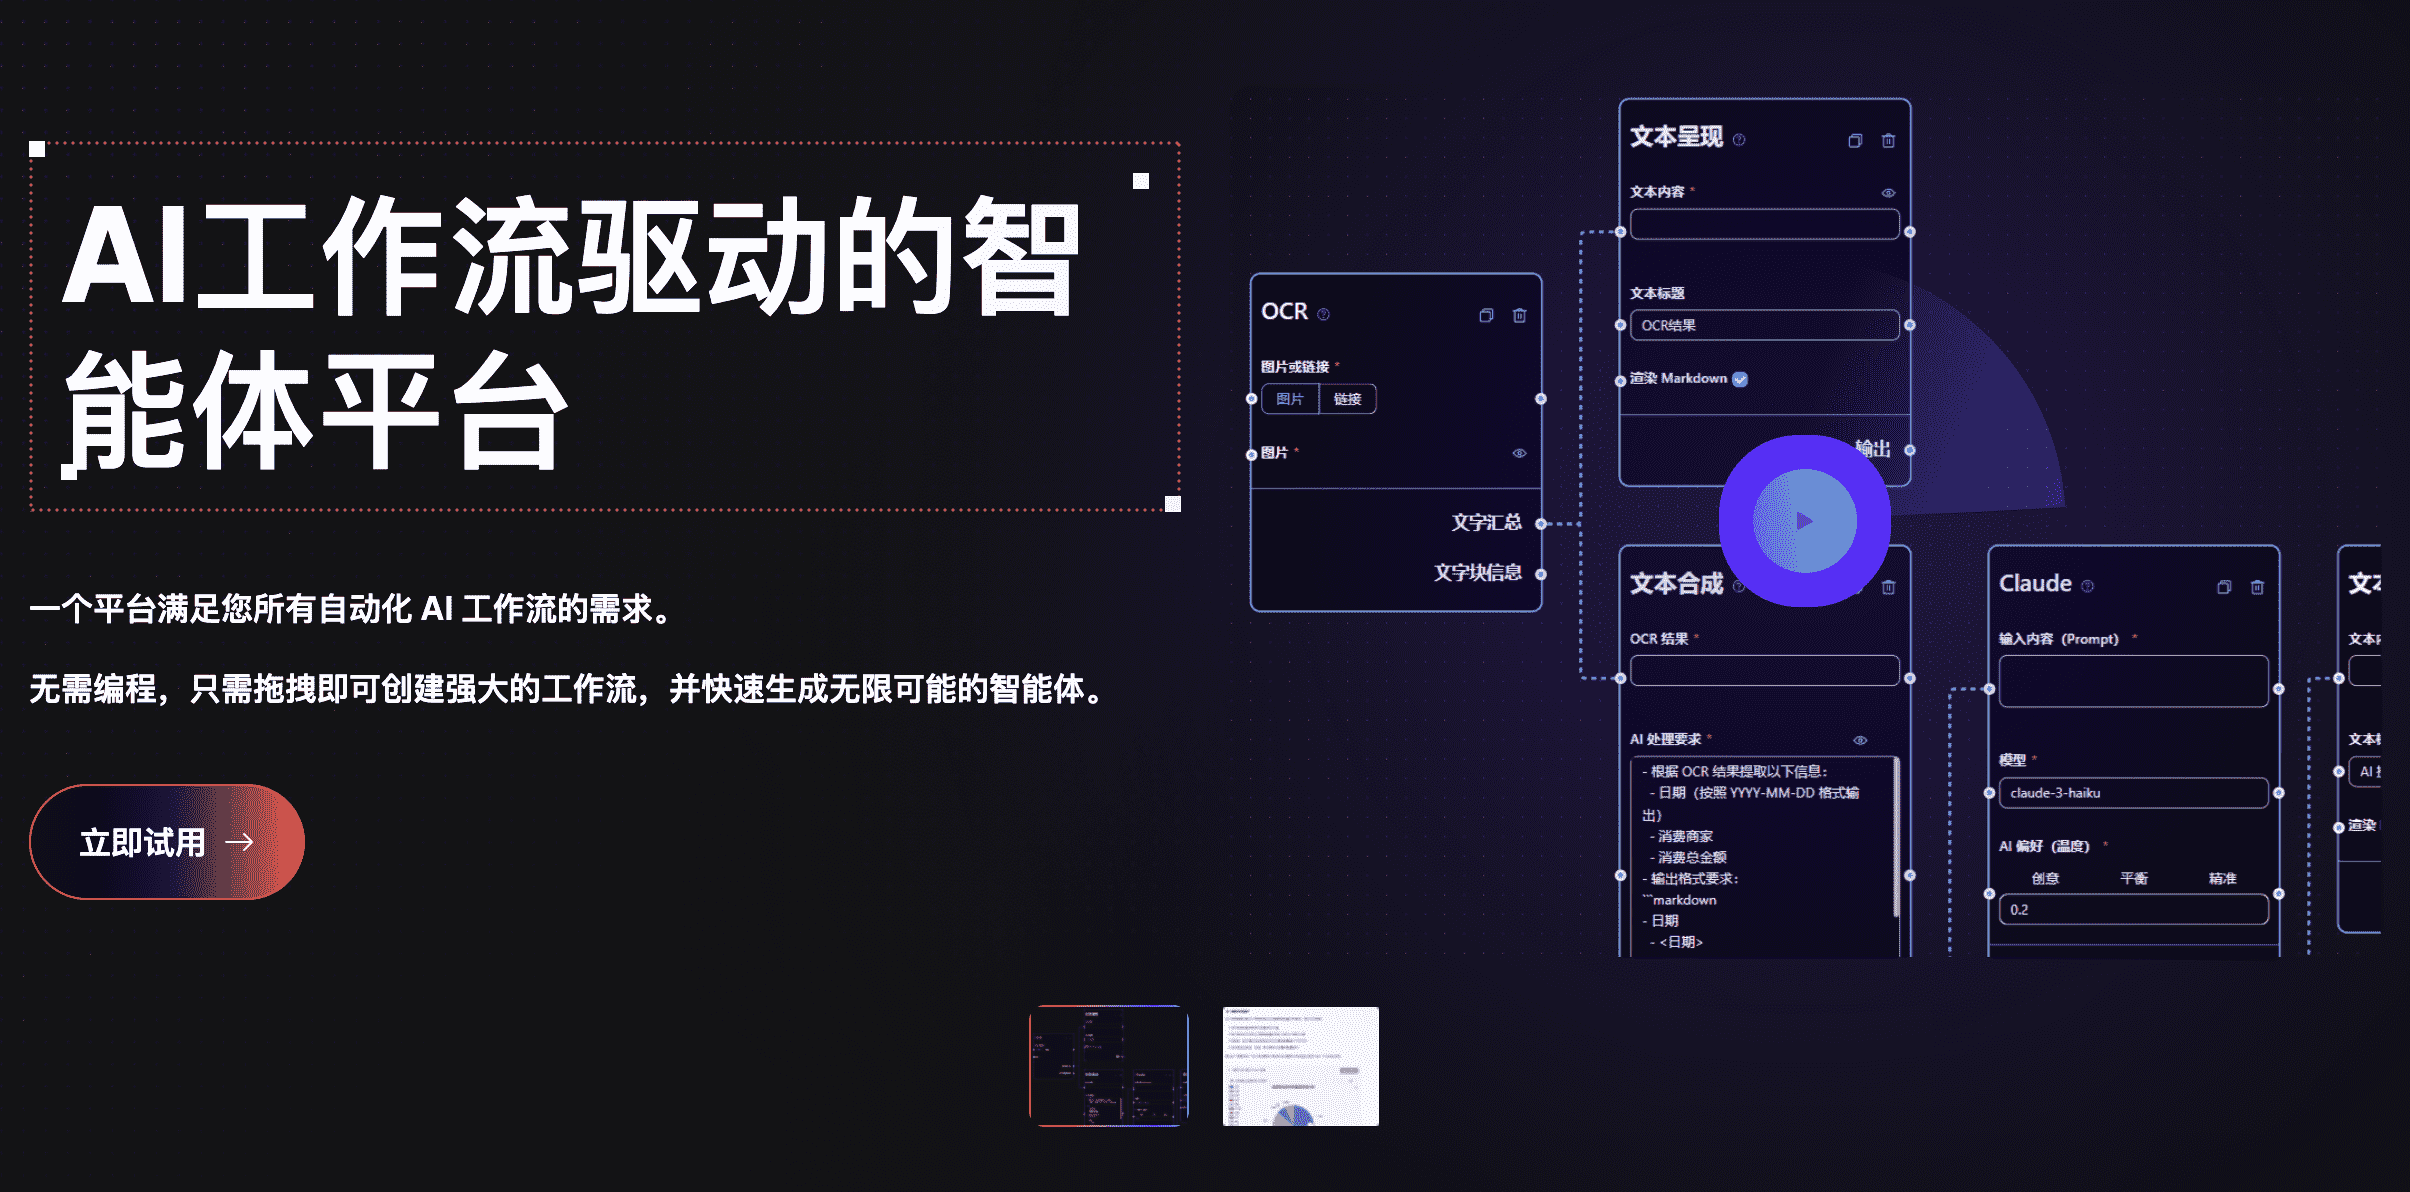 AI工作流驱动的智
能体平台
一个平台满足您所有自动化 AI 工作流的需求。
无需编程，只需拖拽即可创建强大的工作流，并快速生成无限可能的智能体。
立即试用
OCR
图片或链接 *
图片 链接
图片 *
文字汇总
文字块信息
文本呈现
文本内容 *
文本标题
OCR结果
渲染 Markdown
输出
文本合成
OCR 结果 *
AI 处理要求 *
- 根据 OCR 结果提取以下信息：
- 日期（按照 YYYY-MM-DD 格式输
出）
- 消费商家
- 消费总金额
- 输出格式要求：
```markdown
- 日期
- <日期>
Claude
输入内容（Prompt） *
模型 *
claude-3-haiku
AI 偏好（温度） *
创意 平衡 精准
0.2
文本
文本
AI
渲染